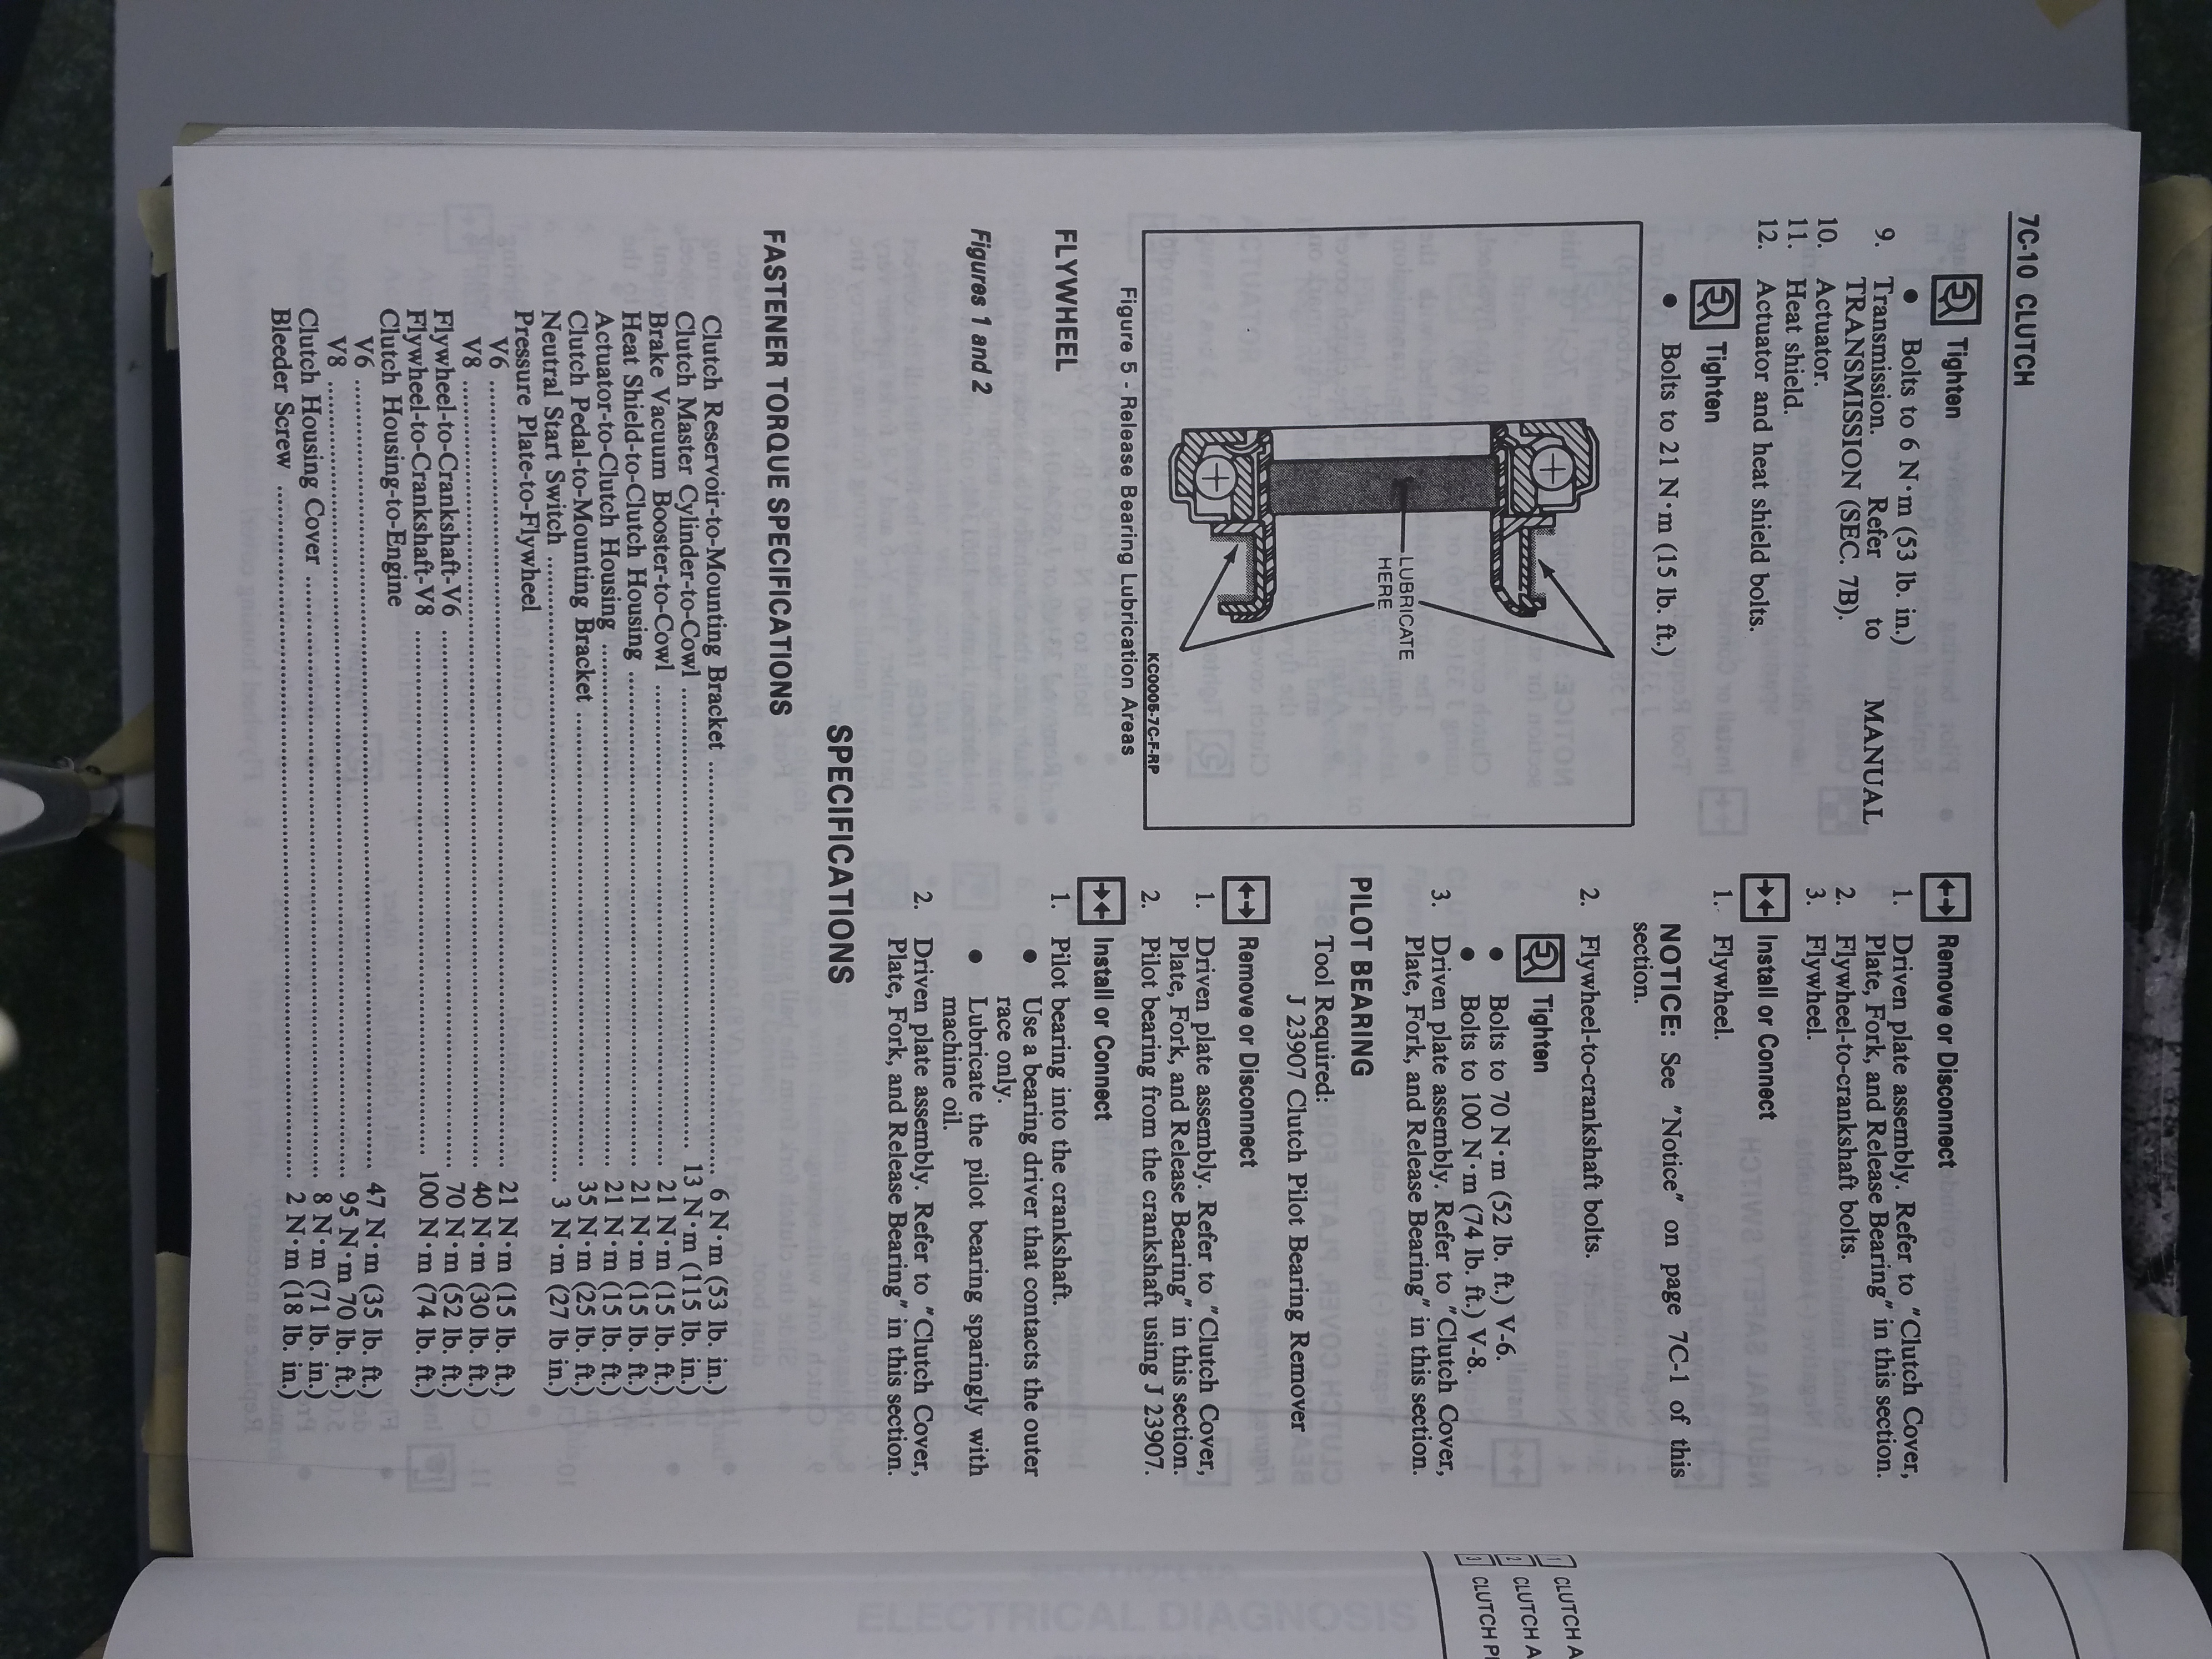 7C-10 CLUTCH
Tighten
• Bolts to 6 N·m (53 lb. in.)
9. Transmission. Refer to MANUAL
TRANSMISSION (SEC. 7B).
10. Actuator.
11. Heat shield.
12. Actuator and heat shield bolts.
Tighten
• Bolts to 21 N·m (15 lb. ft.)
LUBRICATE
HERE
KC0005-7C-F-RP
Figure 5 - Release Bearing Lubrication Areas
FLYWHEEL
Figures 1 and 2
Remove or Disconnect
1. Driven plate assembly. Refer to "Clutch Cover,
Plate, Fork, and Release Bearing" in this section.
2. Flywheel-to-crankshaft bolts.
3. Flywheel.
Install or Connect
1. Flywheel.
NOTICE: See "Notice" on page 7C-1 of this
section.
2. Flywheel-to-crankshaft bolts.
Tighten
• Bolts to 70 N·m (52 lb. ft.) V-6.
• Bolts to 100 N·m (74 lb. ft.) V-8.
3. Driven plate assembly. Refer to "Clutch Cover,
Plate, Fork, and Release Bearing" in this section.
PILOT BEARING
Tool Required:
J 23907 Clutch Pilot Bearing Remover
Remove or Disconnect
1. Driven plate assembly. Refer to "Clutch Cover,
Plate, Fork, and Release Bearing" in this section.
2. Pilot bearing from the crankshaft using J 23907.
Install or Connect
1. Pilot bearing into the crankshaft.
• Use a bearing driver that contacts the outer
race only.
• Lubricate the pilot bearing sparingly with
machine oil.
2. Driven plate assembly. Refer to "Clutch Cover,
Plate, Fork, and Release Bearing" in this section.
SPECIFICATIONS
FASTENER TORQUE SPECIFICATIONS
Clutch Reservoir-to-Mounting Bracket ........ 6 N·m (53 lb. in.)
Clutch Master Cylinder-to-Cowl ........ 13 N·m (115 lb. in.)
Brake Vacuum Booster-to-Cowl ........ 21 N·m (15 lb. ft.)
Heat Shield-to-Clutch Housing ........ 21 N·m (15 lb. ft.)
Actuator-to-Clutch Housing ........ 21 N·m (15 lb. ft.)
Clutch Pedal-to-Mounting Bracket ........ 35 N·m (25 lb. ft.)
Neutral Start Switch ........ 3 N·m (27 lb in.)
Pressure Plate-to-Flywheel
V6 ........ 21 N·m (15 lb. ft.)
V8 ........ 40 N·m (30 lb. ft.)
Flywheel-to-Crankshaft-V6 ........ 70 N·m (52 lb. ft.)
Flywheel-to-Crankshaft-V8 ........ 100 N·m (74 lb. ft.)
Clutch Housing-to-Engine
V6 ........ 47 N·m (35 lb. ft.)
V8 ........ 95 N·m 70 lb. ft.)
Clutch Housing Cover ........ 8 N·m (71 lb. in.)
Bleeder Screw ........ 2 N·m (18 lb. in.)
1 CLUTCH A
2 CLUTCH A
3 CLUTCH
ELECTRICAL DIAGNOSIS